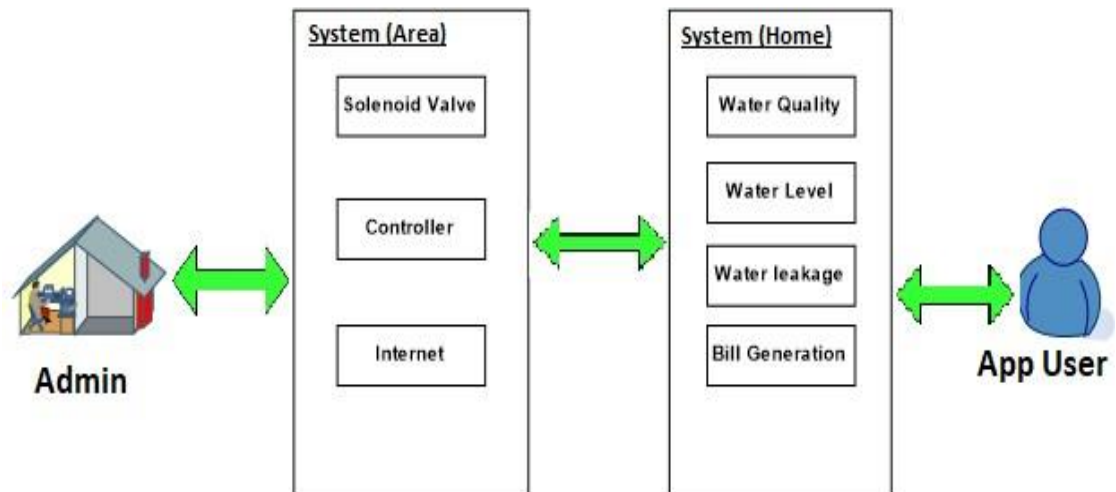 System (Area)
Solenoid Valve
Controller
Internet
System (Home)
Water Quality
Water Level
Water leakage
Bill Generation
Admin
App User